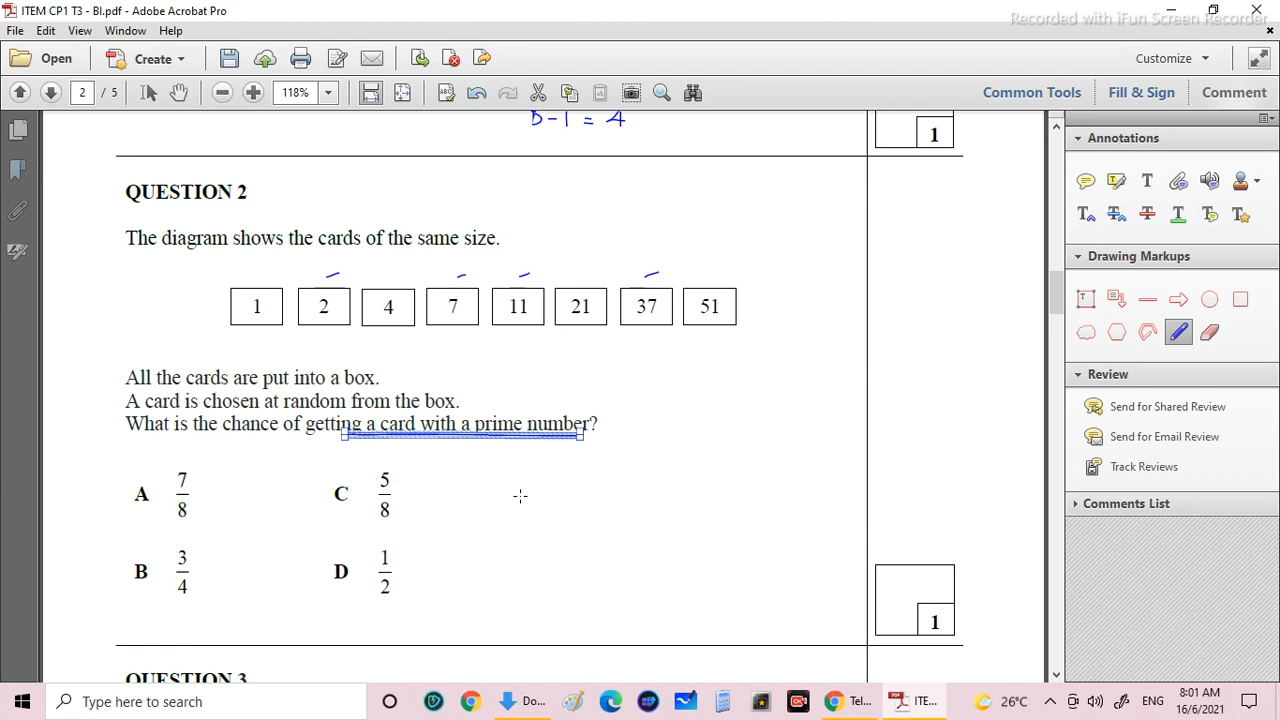 ITEM CP1 T3 - BI.pdf - Adobe Acrobat Pro
Recorded with iFun Screen Recorder
File Edit View Window Help
Open Create Customize
2 / 5 118% Common Tools Fill & Sign Comment
5 - 1 = 4
1
QUESTION 2
The diagram shows the cards of the same size.
1 2 4 7 11 21 37 51
All the cards are put into a box.
A card is chosen at random from the box.
What is the chance of getting a card with a prime number?
A 7/8 C 5/8
B 3/4 D 1/2
1
QUESTION 3
Annotations
Drawing Markups
Review
Send for Shared Review
Send for Email Review
Track Reviews
Comments List
Type here to search Do... Tel... ITE... 26°C ENG 8:01 AM
16/6/2021